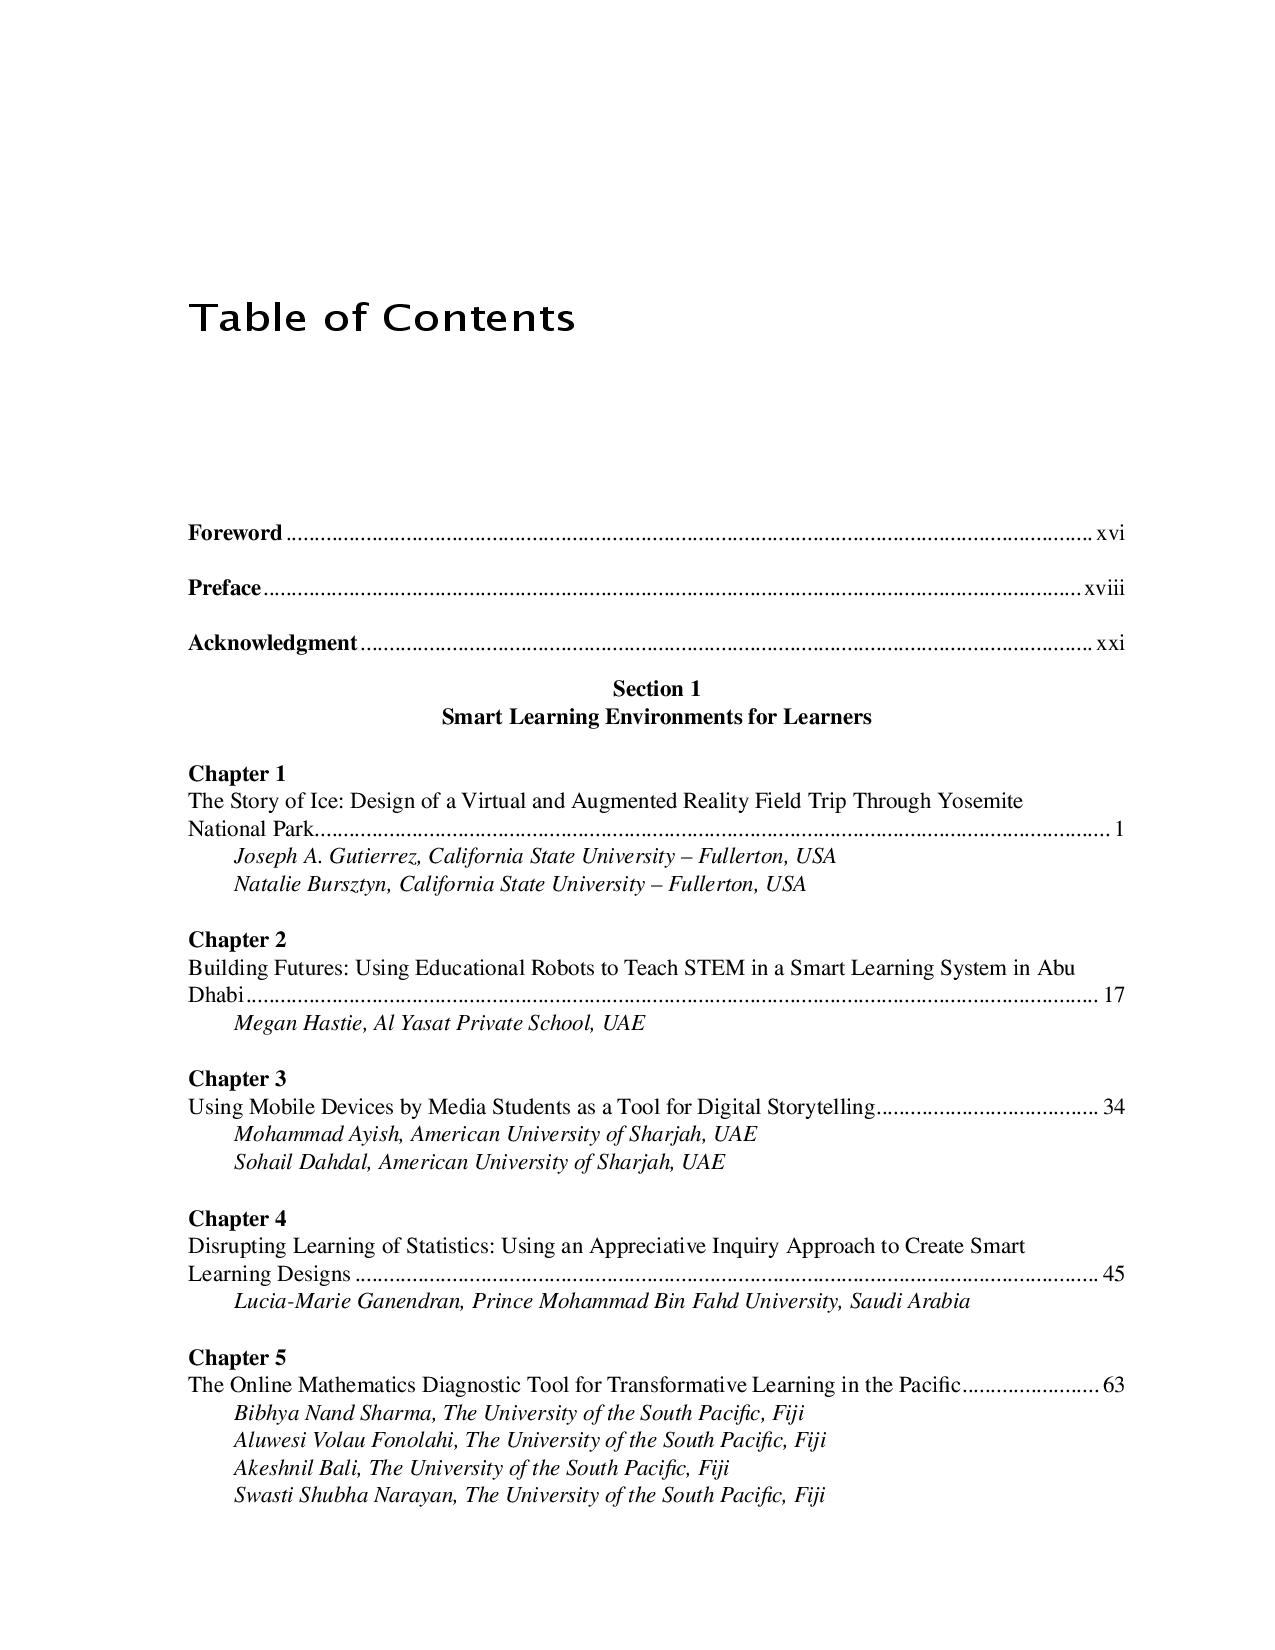 Table of Contents
Foreword.............................................................................................................................................. xvi
Preface................................................................................................................................................ xviii
Acknowledgment................................................................................................................................. xxi
Section 1
Smart Learning Environments for Learners
Chapter 1
The Story of Ice: Design of a Virtual and Augmented Reality Field Trip Through Yosemite
National Park............................................................................................................................................ 1
Joseph A. Gutierrez, California State University – Fullerton, USA
Natalie Bursztyn, California State University – Fullerton, USA
Chapter 2
Building Futures: Using Educational Robots to Teach STEM in a Smart Learning System in Abu
Dhabi...................................................................................................................................................... 17
Megan Hastie, Al Yasat Private School, UAE
Chapter 3
Using Mobile Devices by Media Students as a Tool for Digital Storytelling....................................... 34
Mohammad Ayish, American University of Sharjah, UAE
Sohail Dahdal, American University of Sharjah, UAE
Chapter 4
Disrupting Learning of Statistics: Using an Appreciative Inquiry Approach to Create Smart
Learning Designs................................................................................................................................... 45
Lucia-Marie Ganendran, Prince Mohammad Bin Fahd University, Saudi Arabia
Chapter 5
The Online Mathematics Diagnostic Tool for Transformative Learning in the Pacific........................ 63
Bibhya Nand Sharma, The University of the South Pacific, Fiji
Aluwesi Volau Fonolahi, The University of the South Pacific, Fiji
Akeshnil Bali, The University of the South Pacific, Fiji
Swasti Shubha Narayan, The University of the South Pacific, Fiji